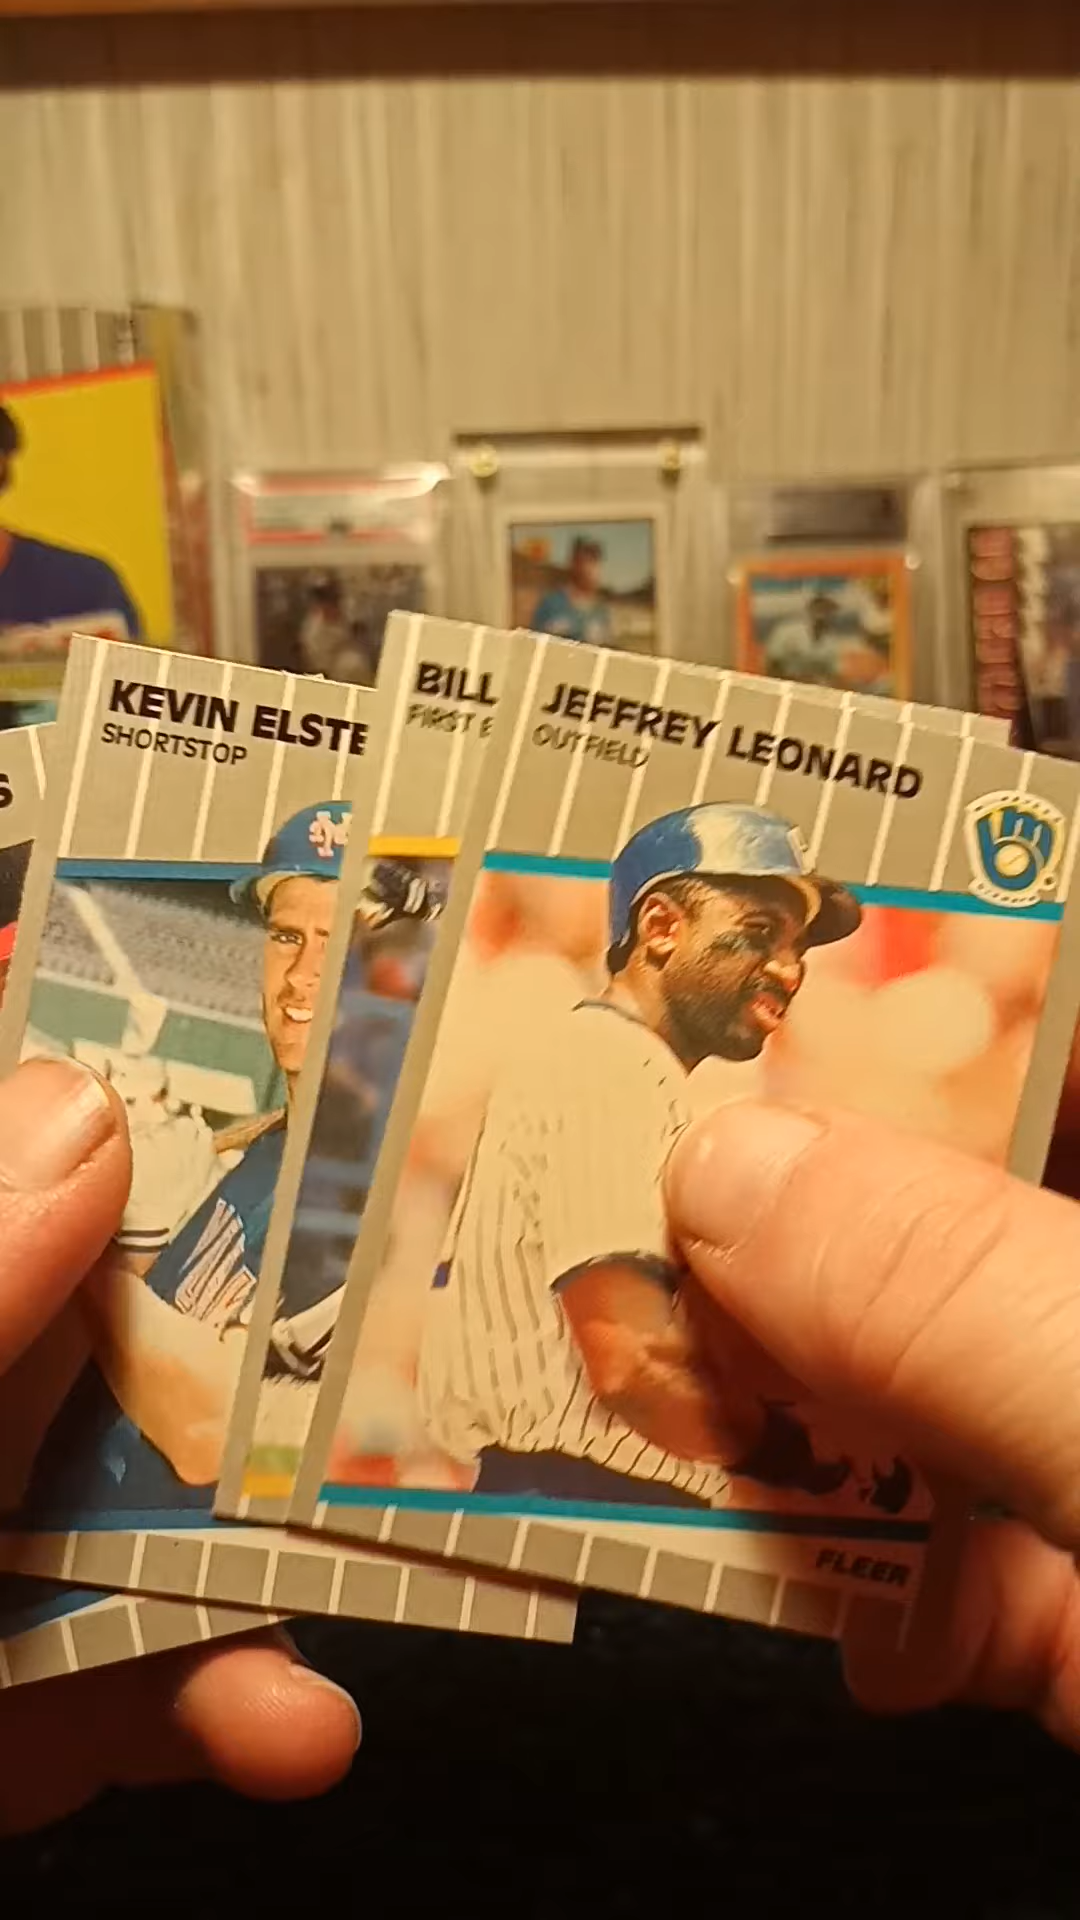 KEVIN ELSTE
SHORTSTOP
BILL
FIRST B
JEFFREY LEONARD
OUTFIELD
FLEER